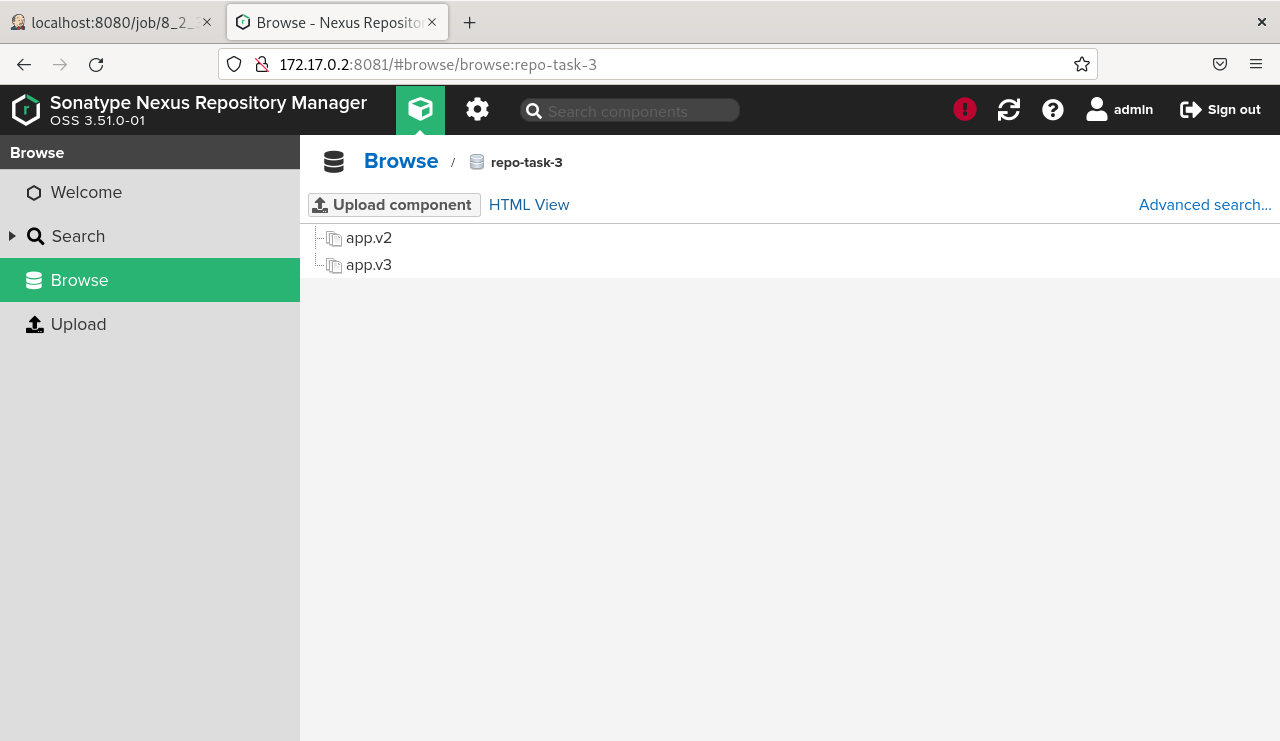 localhost:8080/job/8_2_
Browse - Nexus Reposito
172.17.0.2:8081/#browse/browse:repo-task-3
Sonatype Nexus Repository Manager
OSS 3.51.0-01
Search components
admin
Sign out
Browse
Welcome
Search
Browse
Upload
Browse / repo-task-3
Upload component
HTML View
Advanced search...
app.v2
app.v3